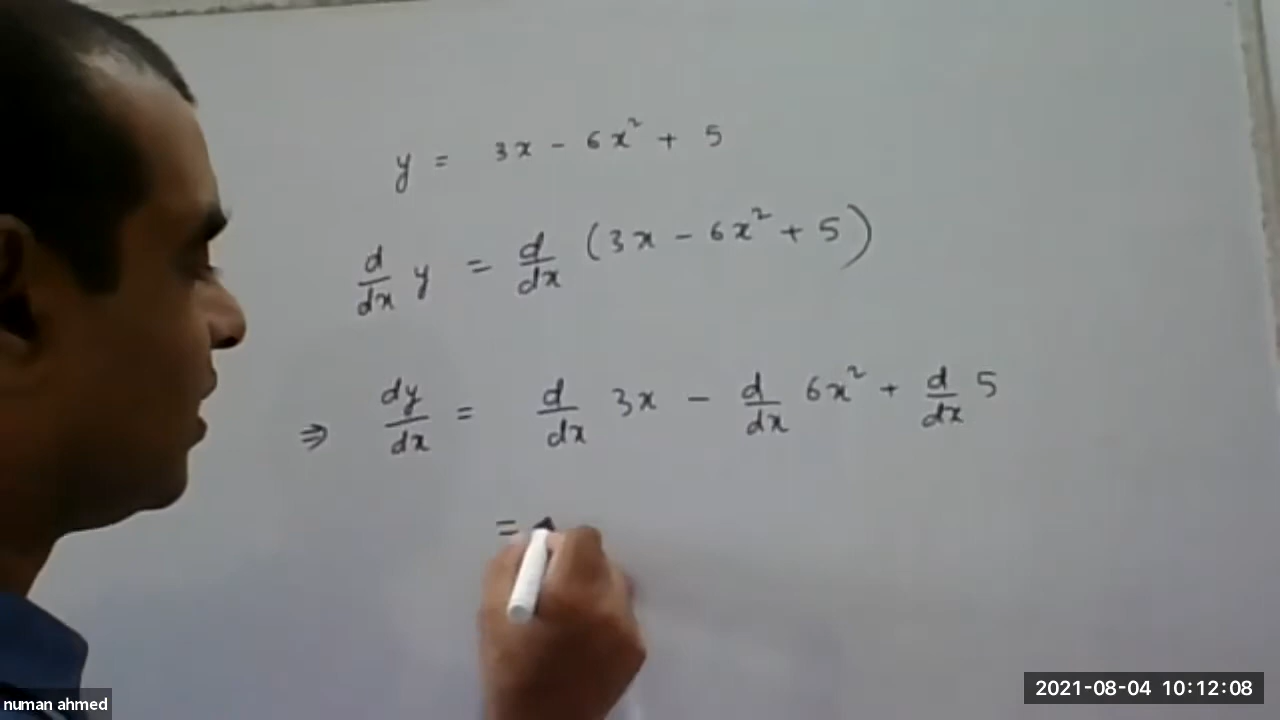 y = 3x - 6x² + 5
d/dx y = d/dx (3x - 6x² + 5)
⇒ dy/dx = d/dx 3x - d/dx 6x² + d/dx 5
=
numan ahmed
2021-08-04 10:12:08